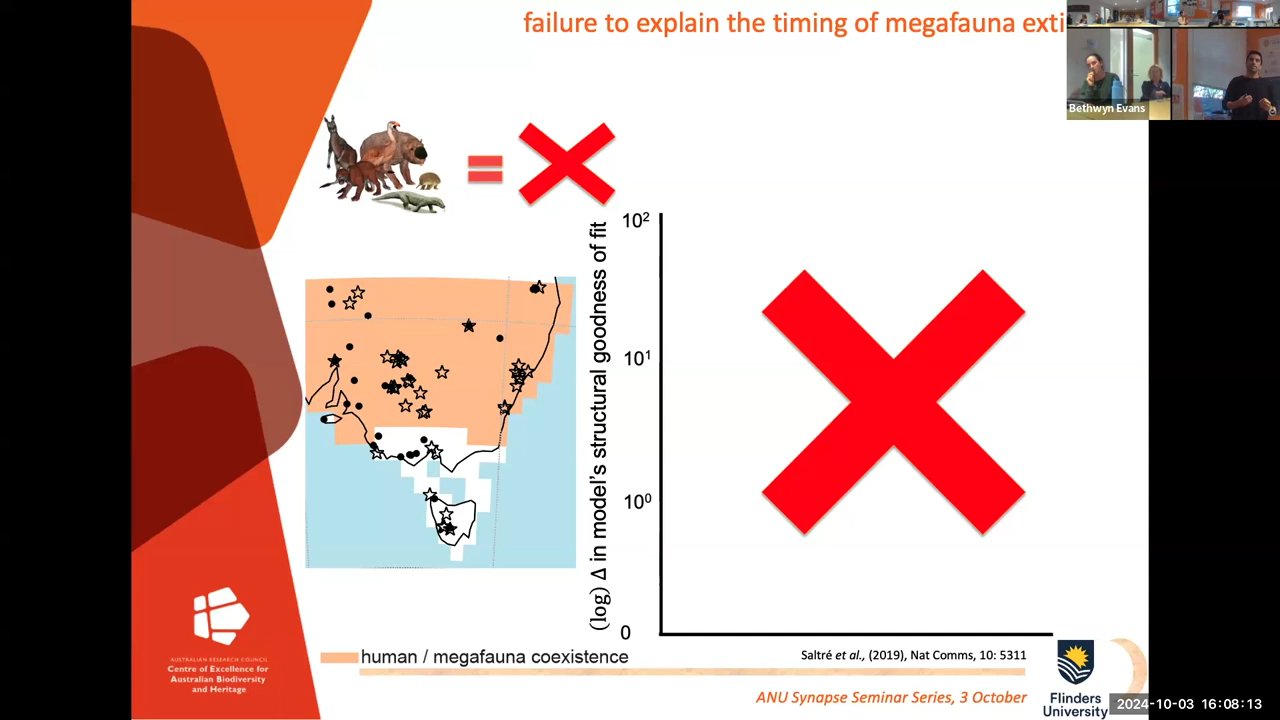 failure to explain the timing of megafauna exti
Bethwyn Evans
(log) Δ in model's structural goodness of fit
10²
10¹
10⁰
0
human / megafauna coexistence
Saltré et al., (2019), Nat Comms, 10: 5311
AUSTRALIAN RESEARCH COUNCIL
Centre of Excellence for
Australian Biodiversity
and Heritage
ANU Synapse Seminar Series, 3 October
Flinders
University
2024-10-03 16:08:13